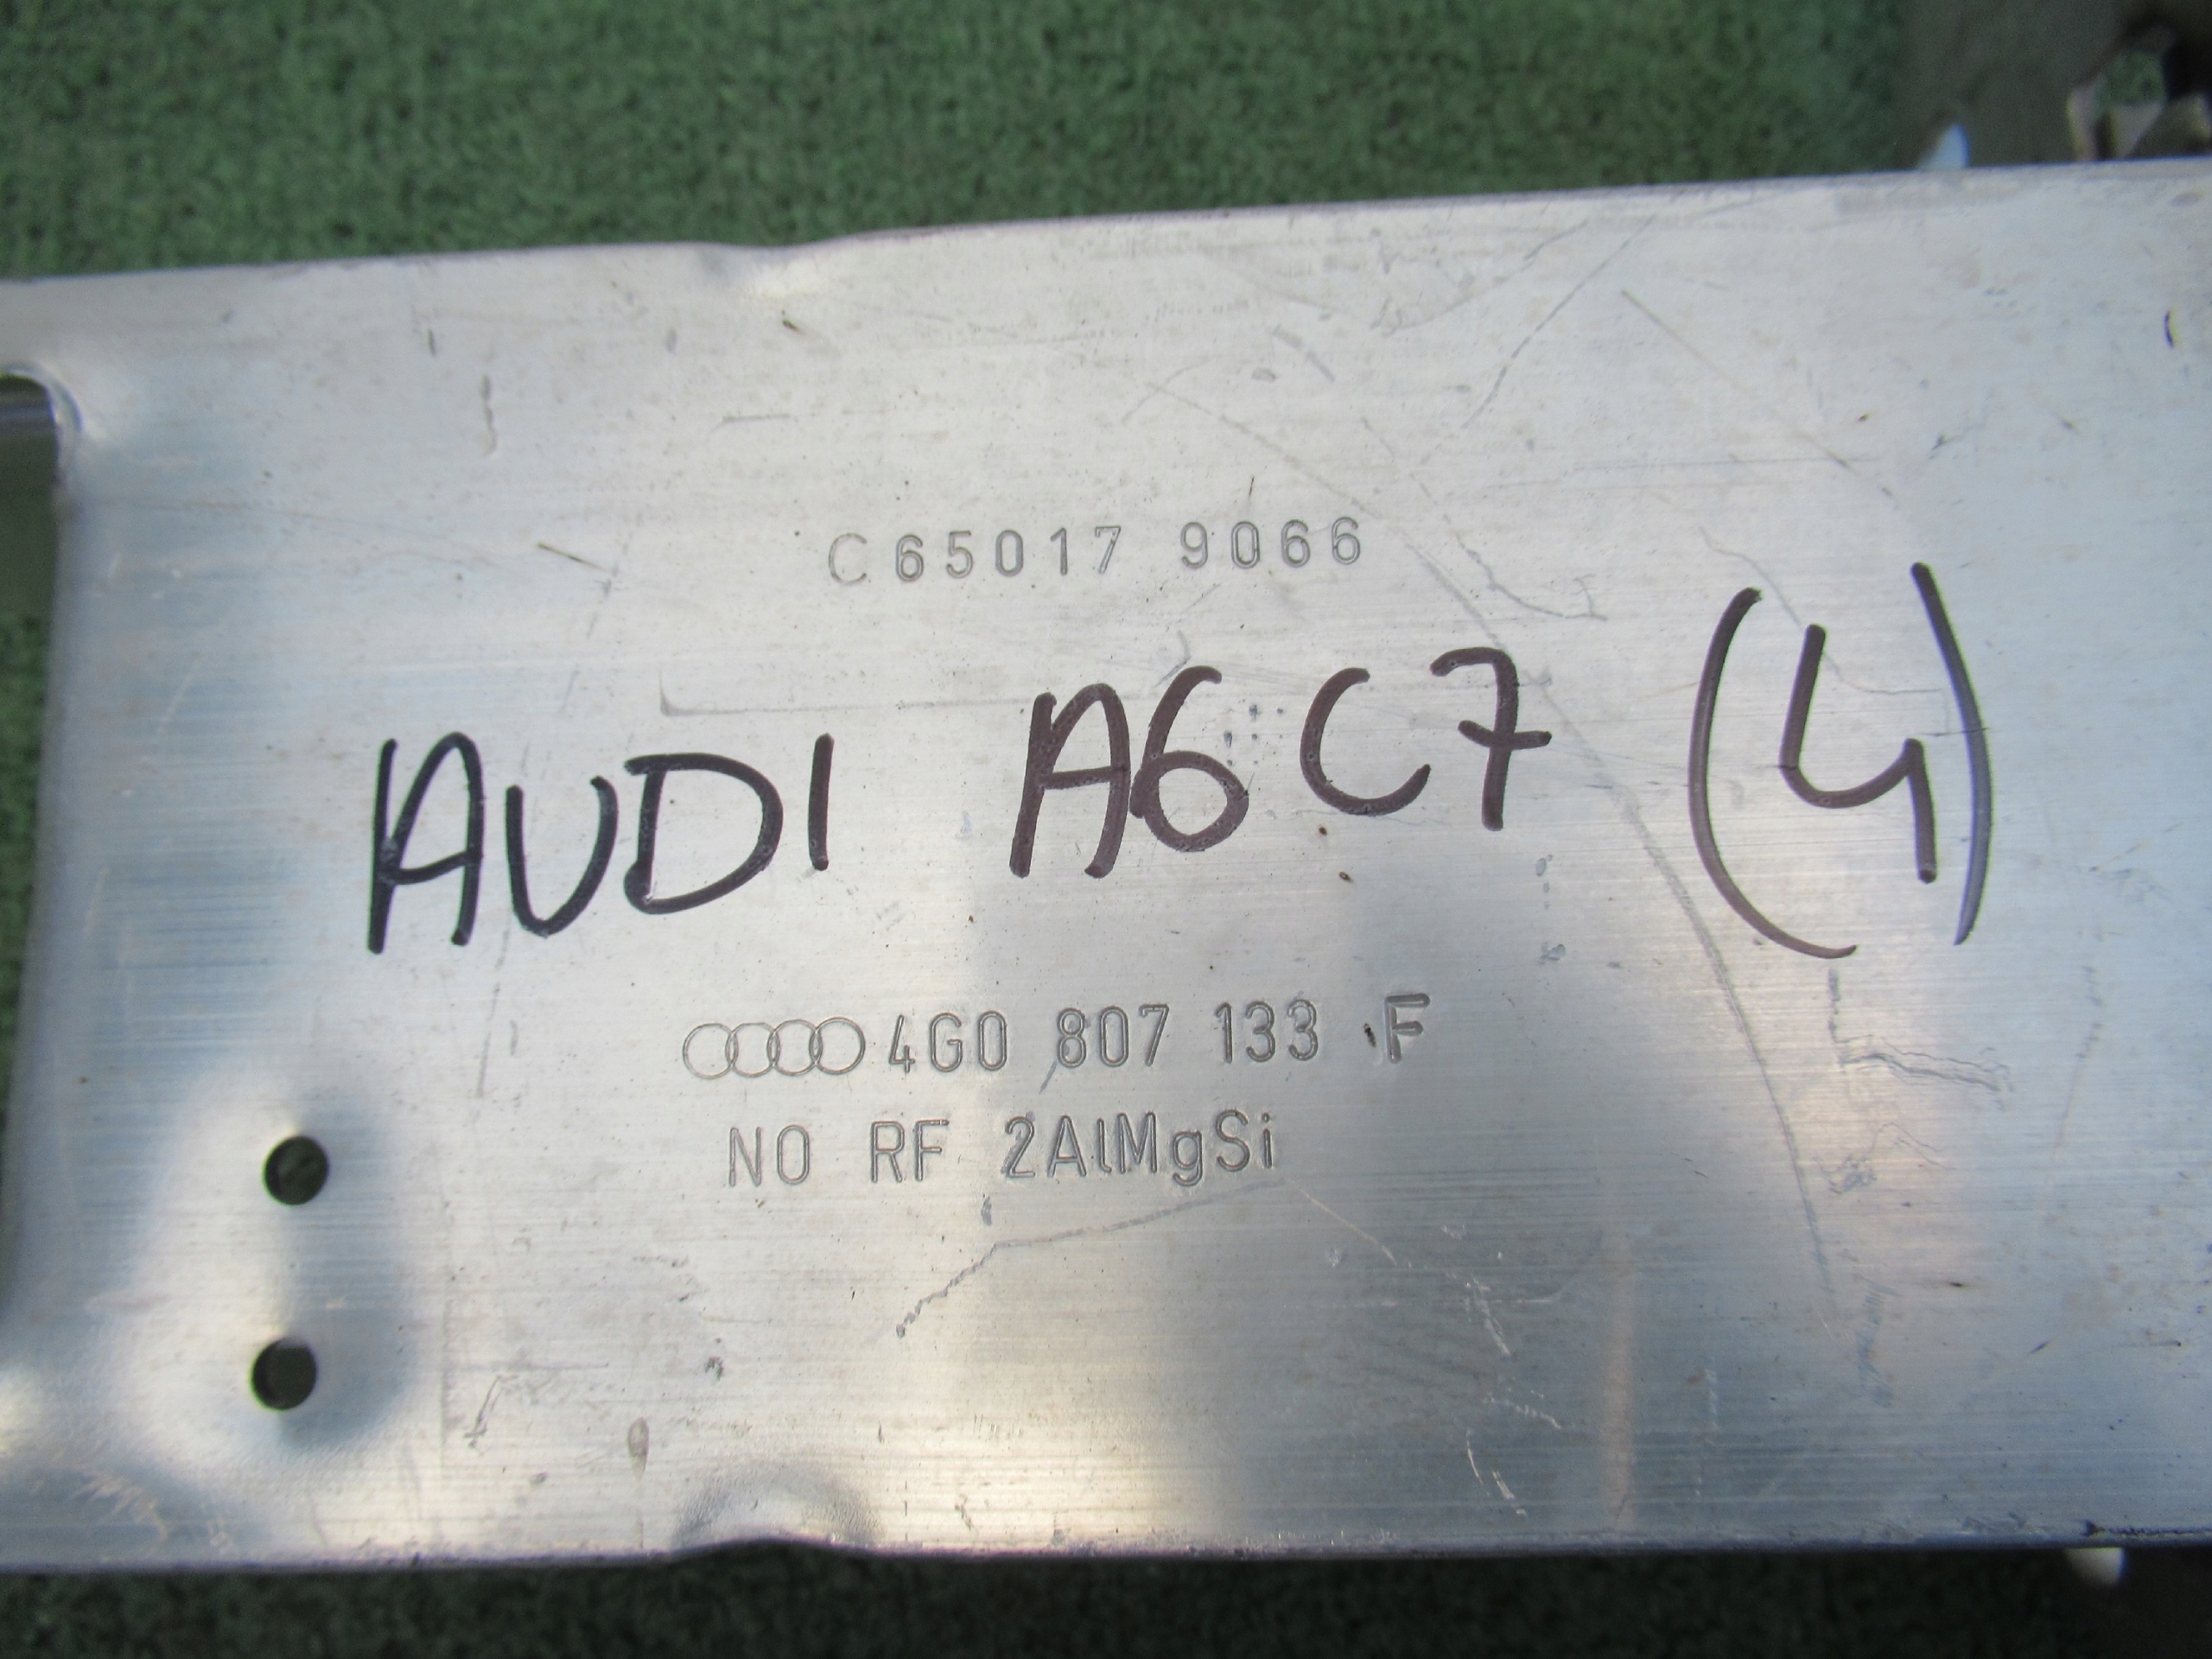 C65017 9066
AUDI A6 C7 (4)
4G0 807 133 F
NO RF 2AlMgSi